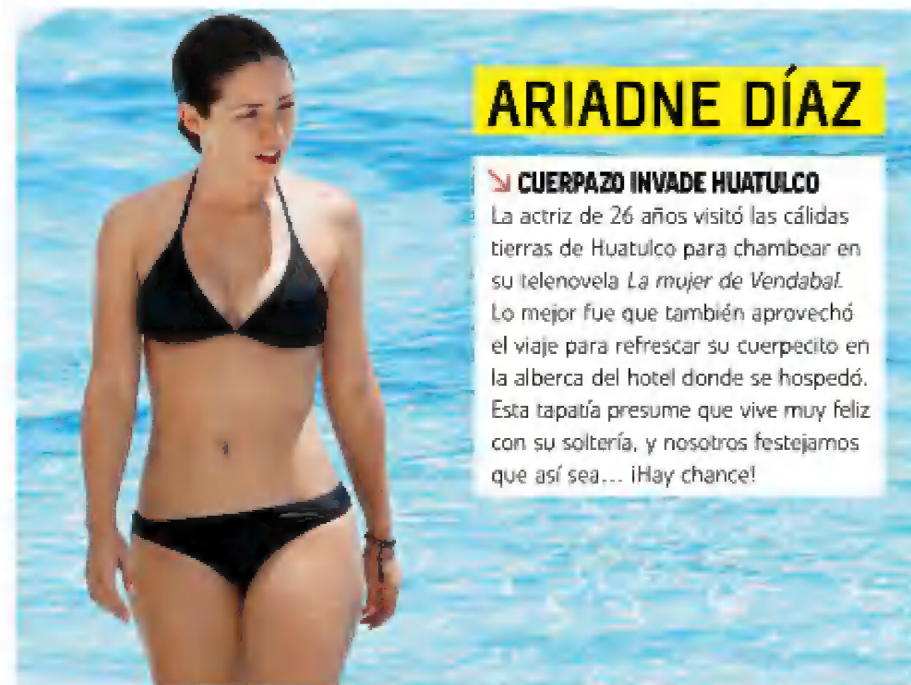 ARIADNE DÍAZ
CUERPAZO INVADE HUATULCO
La actriz de 26 años visitó las cálidas
tierras de Huatulco para chambear en
su telenovela La mujer de Vendabal.
Lo mejor fue que también aprovechó
el viaje para refrescar su cuerpecito en
la alberca del hotel donde se hospedó.
Esta tapatía presume que vive muy feliz
con su soltería, y nosotros festejamos
que así sea... ¡Hay chance!